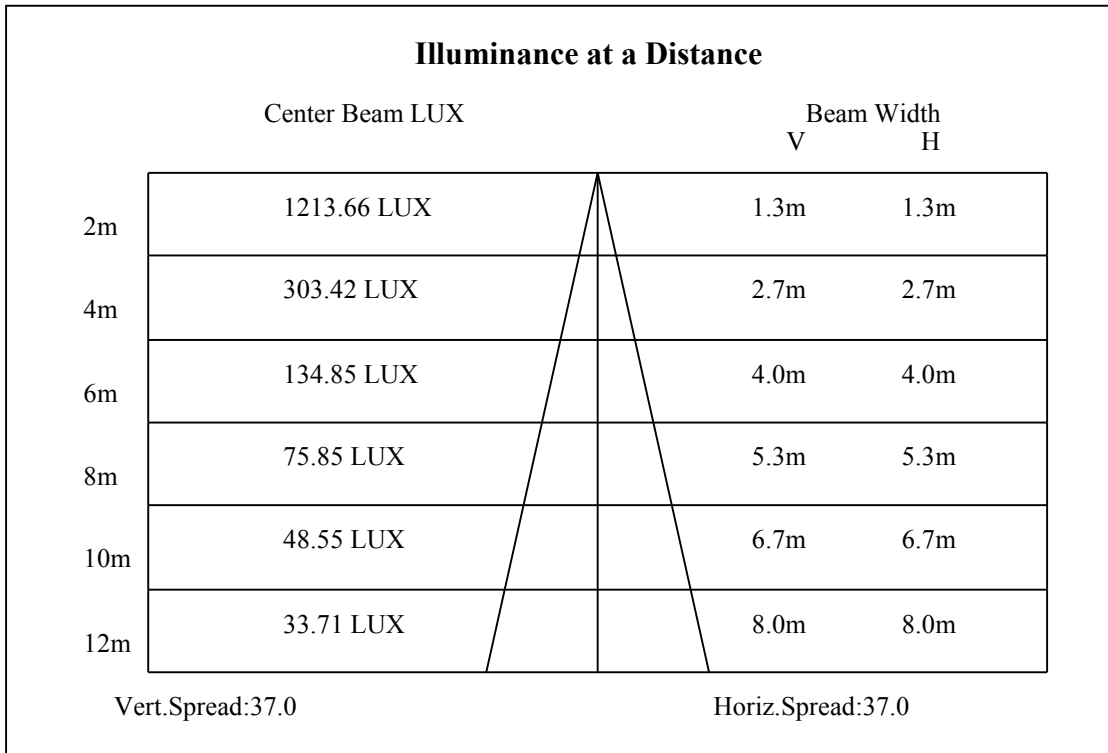 Illuminance at a Distance
Center Beam LUX Beam Width
V H
2m 1213.66 LUX 1.3m 1.3m
4m 303.42 LUX 2.7m 2.7m
6m 134.85 LUX 4.0m 4.0m
8m 75.85 LUX 5.3m 5.3m
10m 48.55 LUX 6.7m 6.7m
12m 33.71 LUX 8.0m 8.0m
Vert.Spread:37.0 Horiz.Spread:37.0